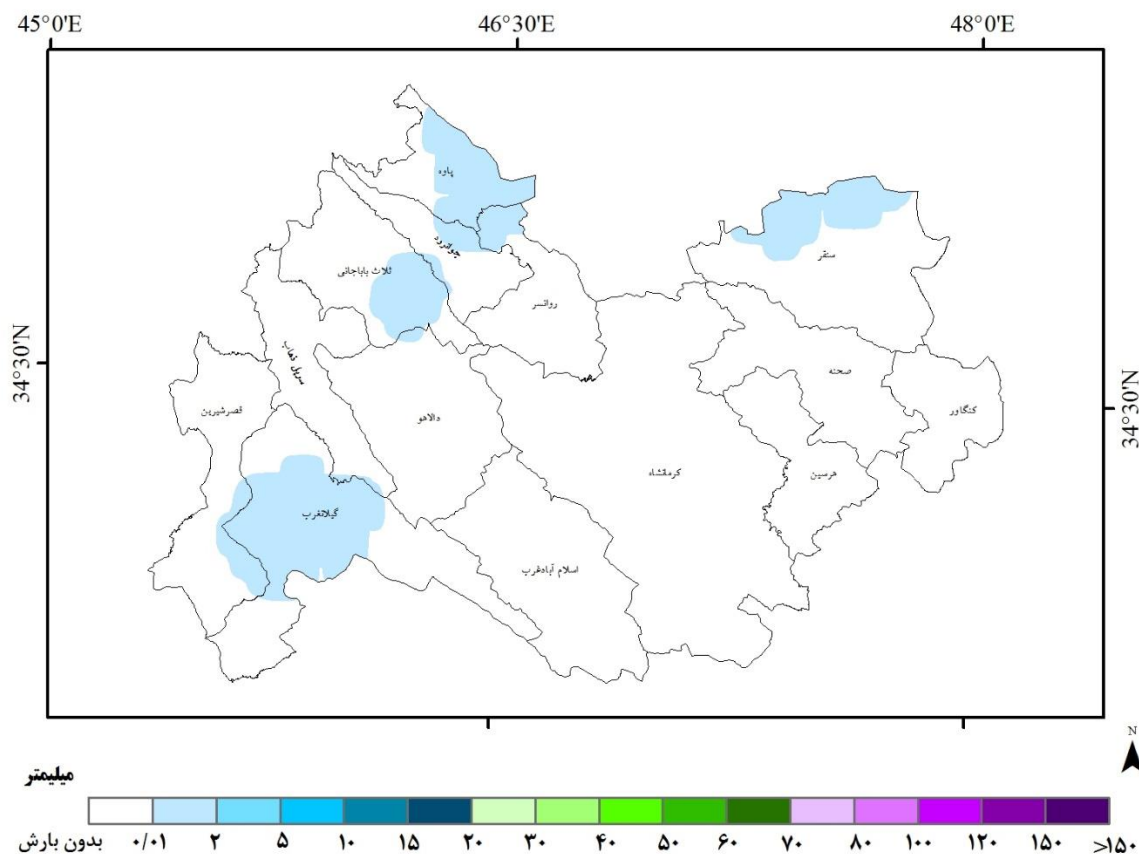 45°0'E 46°30'E 48°0'E
پاوه
سنقر
جوانرود
ثلاث باباجانی
روانسر
34°30'N
سرپل ذهاب
صحنه
قصرشیرین
دالاهو
کنگاور
34°30'N
کرمانشاه
هرسین
گیلانغرب
اسلام آبادغرب
N
میلیمتر
بدون بارش ۰/۰۱ ۲ ۵ ۱۰ ۱۵ ۲۰ ۳۰ ۴۰ ۵۰ ۶۰ ۷۰ ۸۰ ۱۰۰ ۱۲۰ ۱۵۰ >۱۵۰